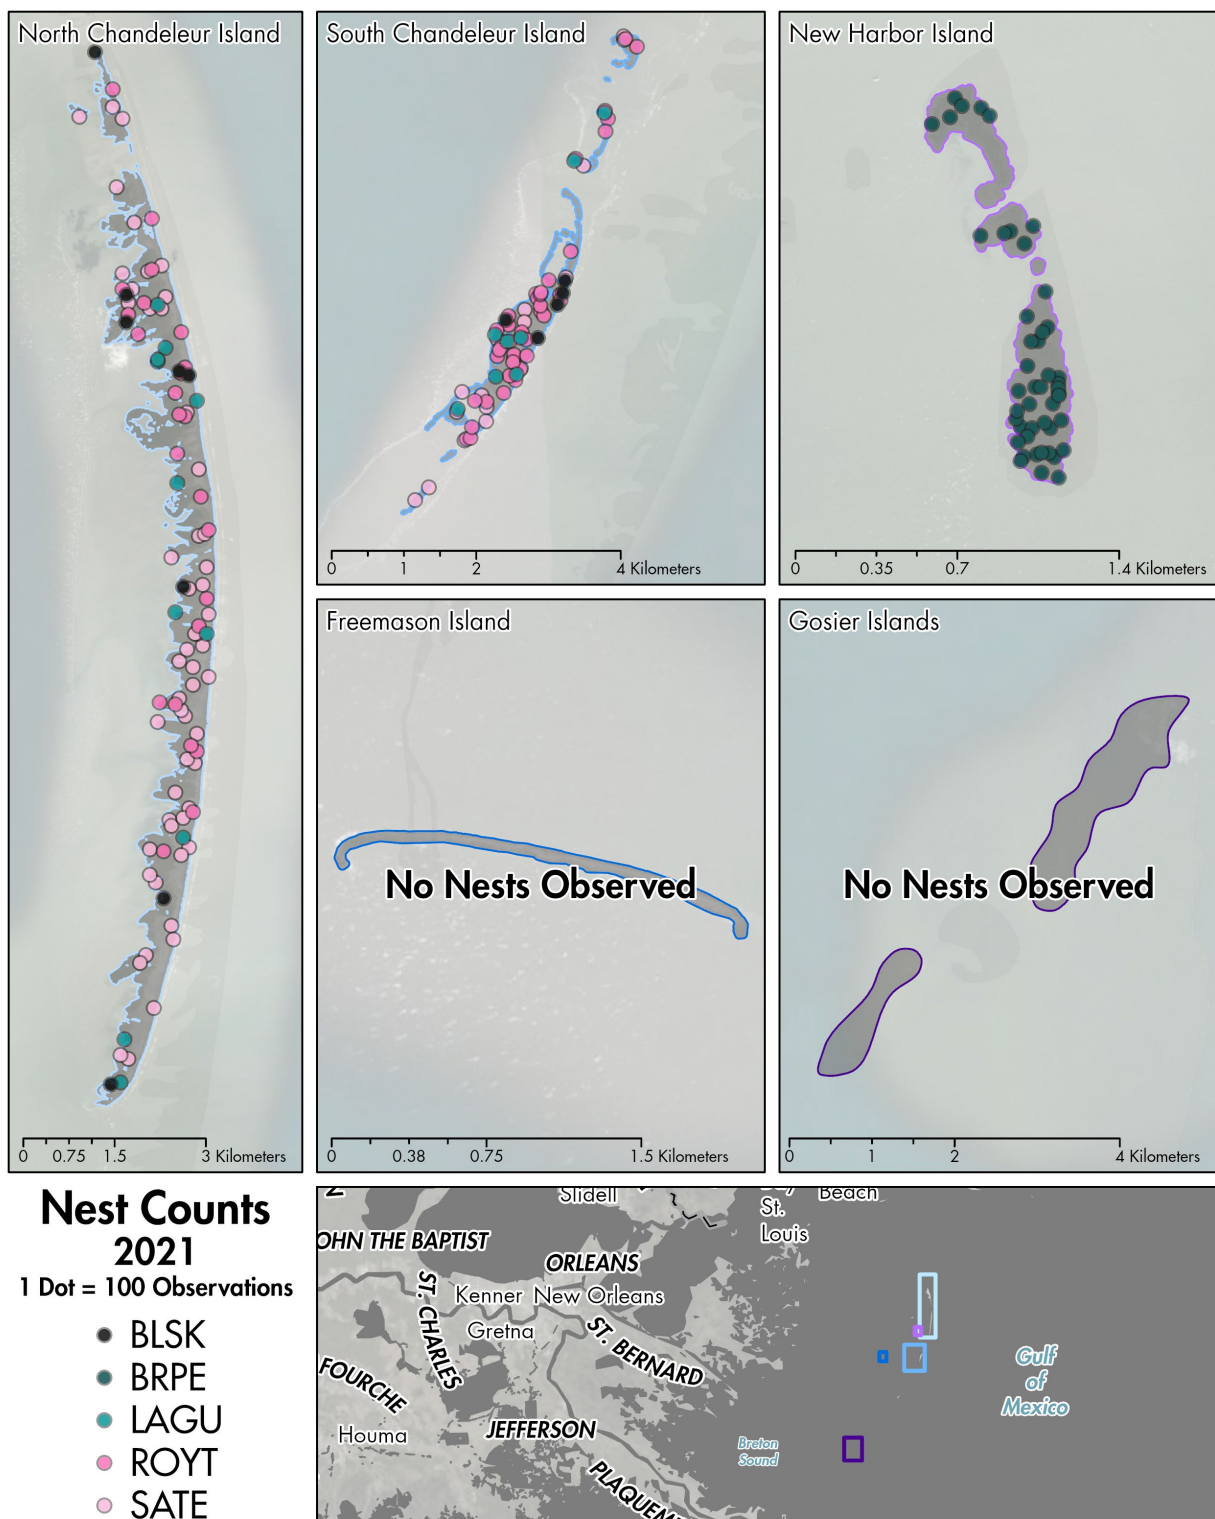 North Chandeleur Island
South Chandeleur Island
New Harbor Island
0 1 2 4 Kilometers
0 0.35 0.7 1.4 Kilometers
Freemason Island
Gosier Islands
No Nests Observed
No Nests Observed
0 0.75 1.5 3 Kilometers
0 0.38 0.75 1.5 Kilometers
0 1 2 4 Kilometers
Nest Counts
2021
1 Dot = 100 Observations
BLSK
BRPE
LAGU
ROYT
SATE
Slidell
St.
Louis
Beach
OHN THE BAPTIST
ORLEANS
ST. CHARLES
Kenner
New Orleans
Gretna
ST. BERNARD
FOURCHE
JEFFERSON
Houma
PLAQUEM
Breton
Sound
Gulf
of
Mexico